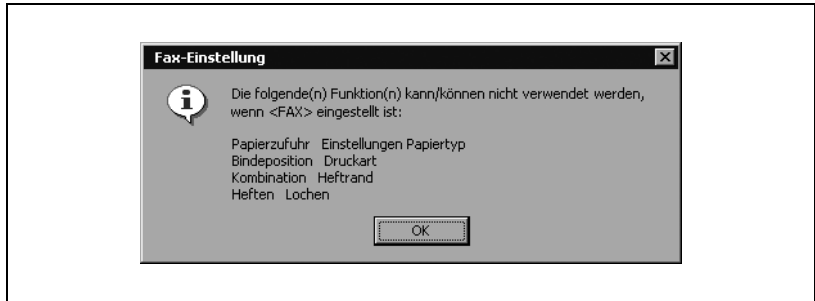 Fax-Einstellung
Die folgende(n) Funktion(n) kann/können nicht verwendet werden,
wenn <FAX> eingestellt ist:
Papierzufuhr Einstellungen Papiertyp
Bindeposition Druckart
Kombination Heftrand
Heften Lochen
OK